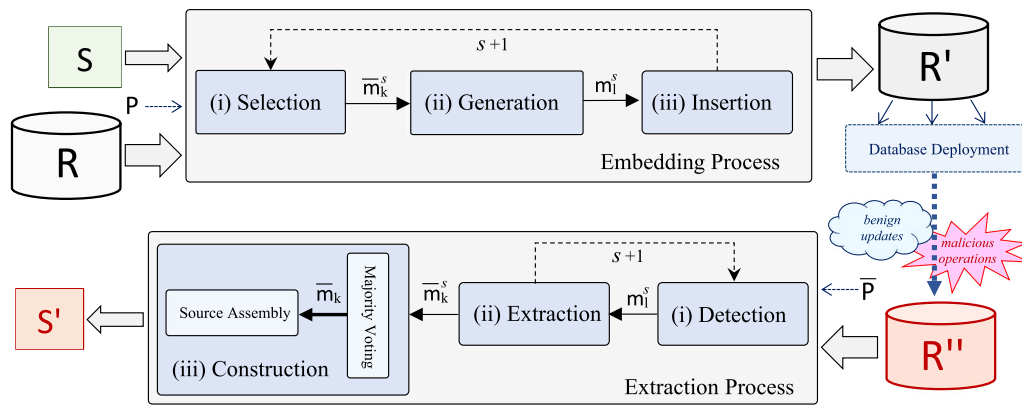 S
P
R
s +1
(i) Selection
m̅ₖˢ
(ii) Generation
mₗˢ
(iii) Insertion
Embedding Process
R'
Database Deployment
benign
updates
malicious
operations
P̅
R''
s +1
(i) Detection
mₗˢ
(ii) Extraction
m̅ₖˢ
Majority Voting
m̅ₖ
Source Assembly
(iii) Construction
Extraction Process
S'